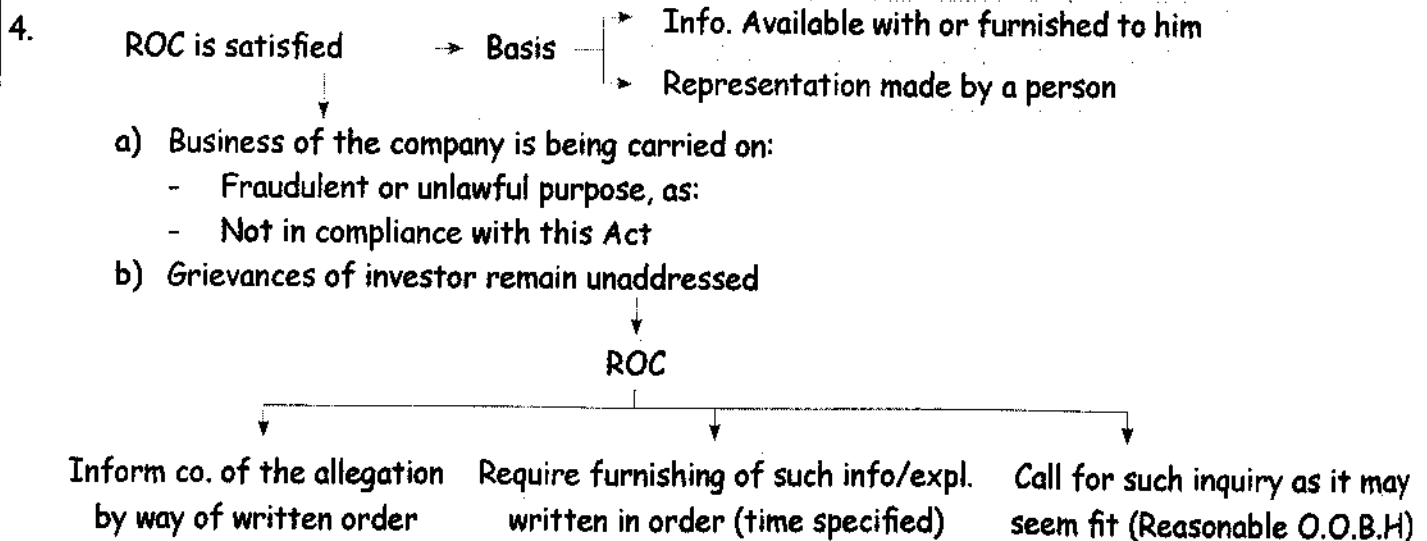 4.
ROC is satisfied → Basis → Info. Available with or furnished to him
→ Representation made by a person
a) Business of the company is being carried on:
- Fraudulent or unlawful purpose, as:
- Not in compliance with this Act
b) Grievances of investor remain unaddressed
ROC
Inform co. of the allegation Require furnishing of such info/expl. Call for such inquiry as it may
by way of written order written in order (time specified) seem fit (Reasonable O.O.B.H)